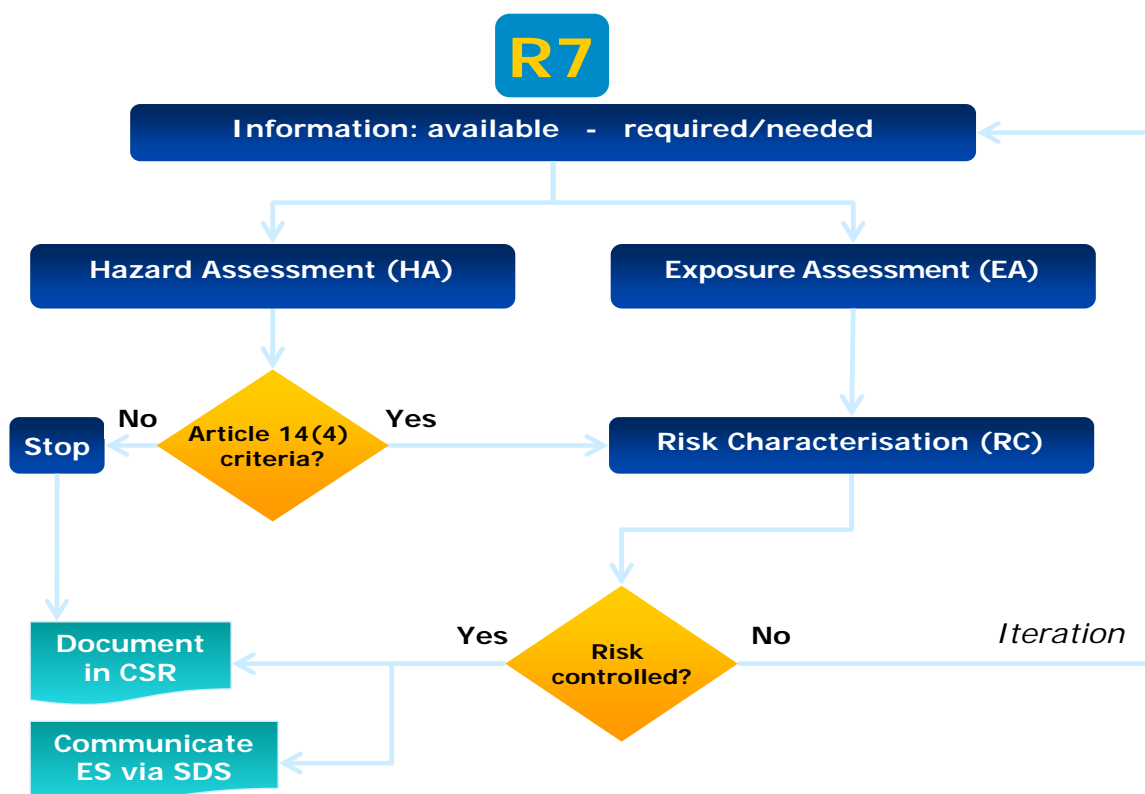 R7
Information: available - required/needed
Hazard Assessment (HA)
Exposure Assessment (EA)
No
Yes
Article 14(4)
criteria?
Stop
Risk Characterisation (RC)
Yes
No
Iteration
Document
in CSR
Risk
controlled?
Communicate
ES via SDS